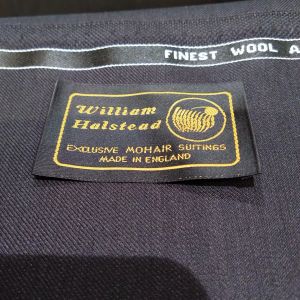 FINEST WOOL A
William
Halstead
EXCLUSIVE MOHAIR SUITINGS
MADE IN ENGLAND